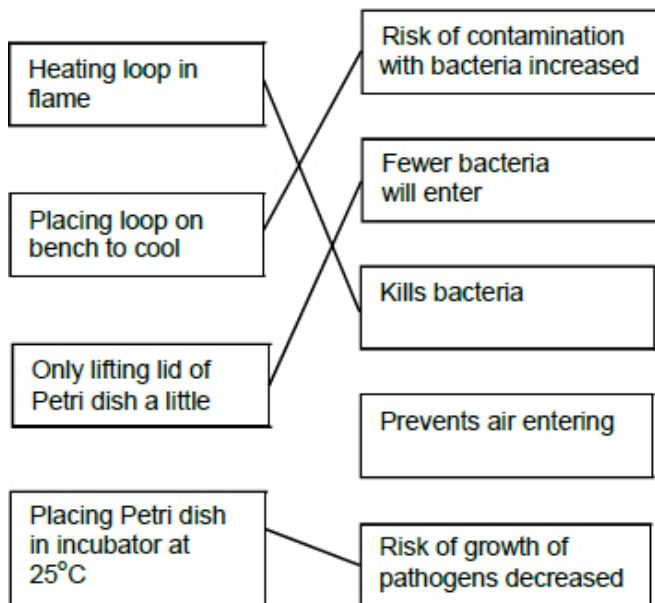 Heating loop in
flame
Placing loop on
bench to cool
Only lifting lid of
Petri dish a little
Placing Petri dish
in incubator at
25°C
Risk of contamination
with bacteria increased
Fewer bacteria
will enter
Kills bacteria
Prevents air entering
Risk of growth of
pathogens decreased